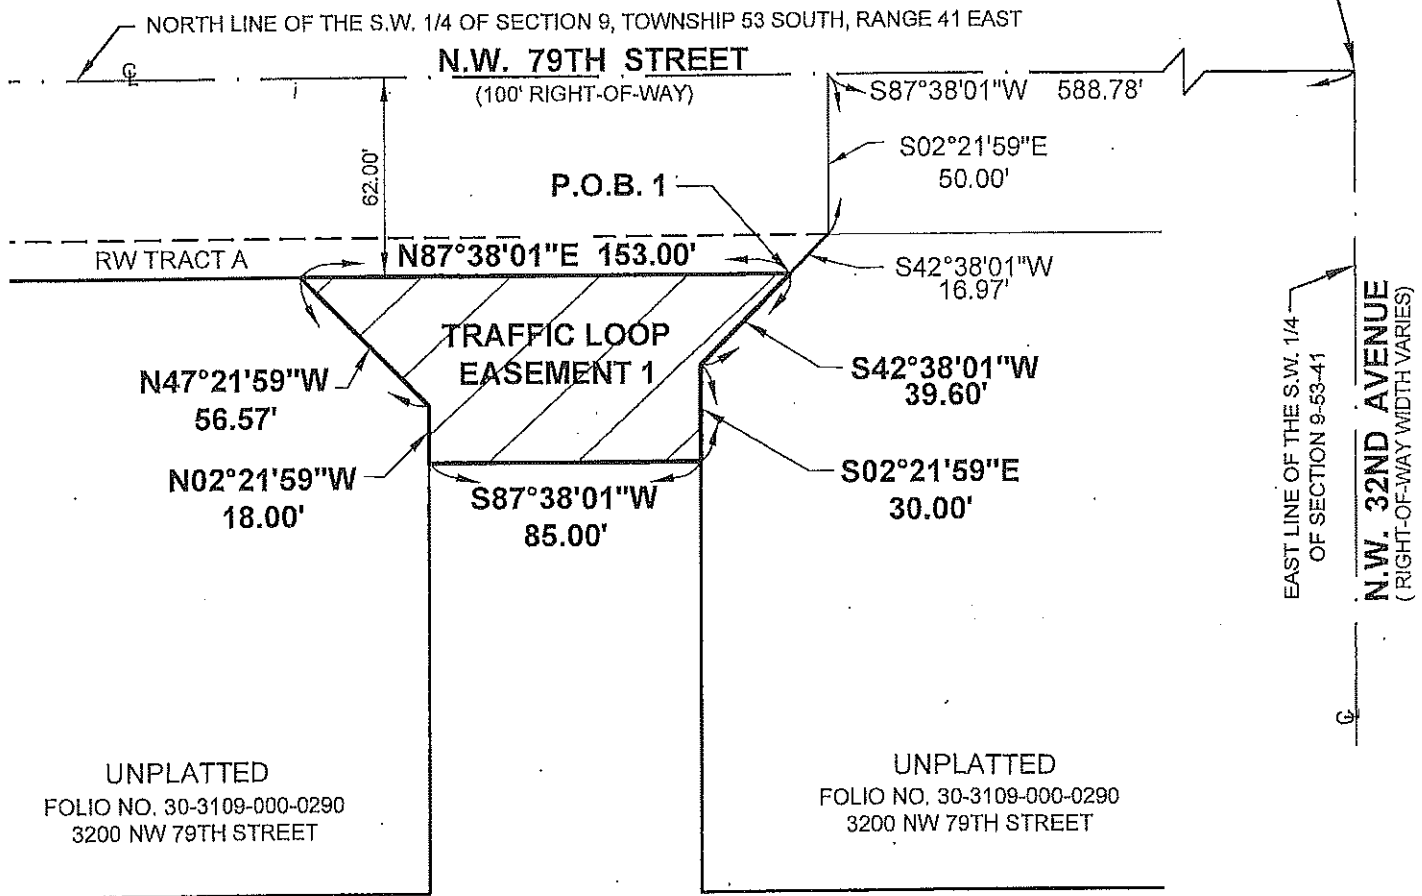 NORTH LINE OF THE S.W. 1/4 OF SECTION 9, TOWNSHIP 53 SOUTH, RANGE 41 EAST
N.W. 79TH STREET
(100' RIGHT-OF-WAY)
S87°38'01"W 588.78'
S02°21'59"E
50.00'
62.00'
P.O.B. 1
RW TRACT A
N87°38'01"E 153.00'
S42°38'01"W
16.97'
TRAFFIC LOOP
EASEMENT 1
N47°21'59"W
56.57'
S42°38'01"W
39.60'
N02°21'59"W
18.00'
S87°38'01"W
85.00'
S02°21'59"E
30.00'
EAST LINE OF THE S.W. 1/4
OF SECTION 9-53-41
N.W. 32ND AVENUE
(RIGHT-OF-WAY WIDTH VARIES)
UNPLATTED
FOLIO NO. 30-3109-000-0290
3200 NW 79TH STREET
UNPLATTED
FOLIO NO. 30-3109-000-0290
3200 NW 79TH STREET